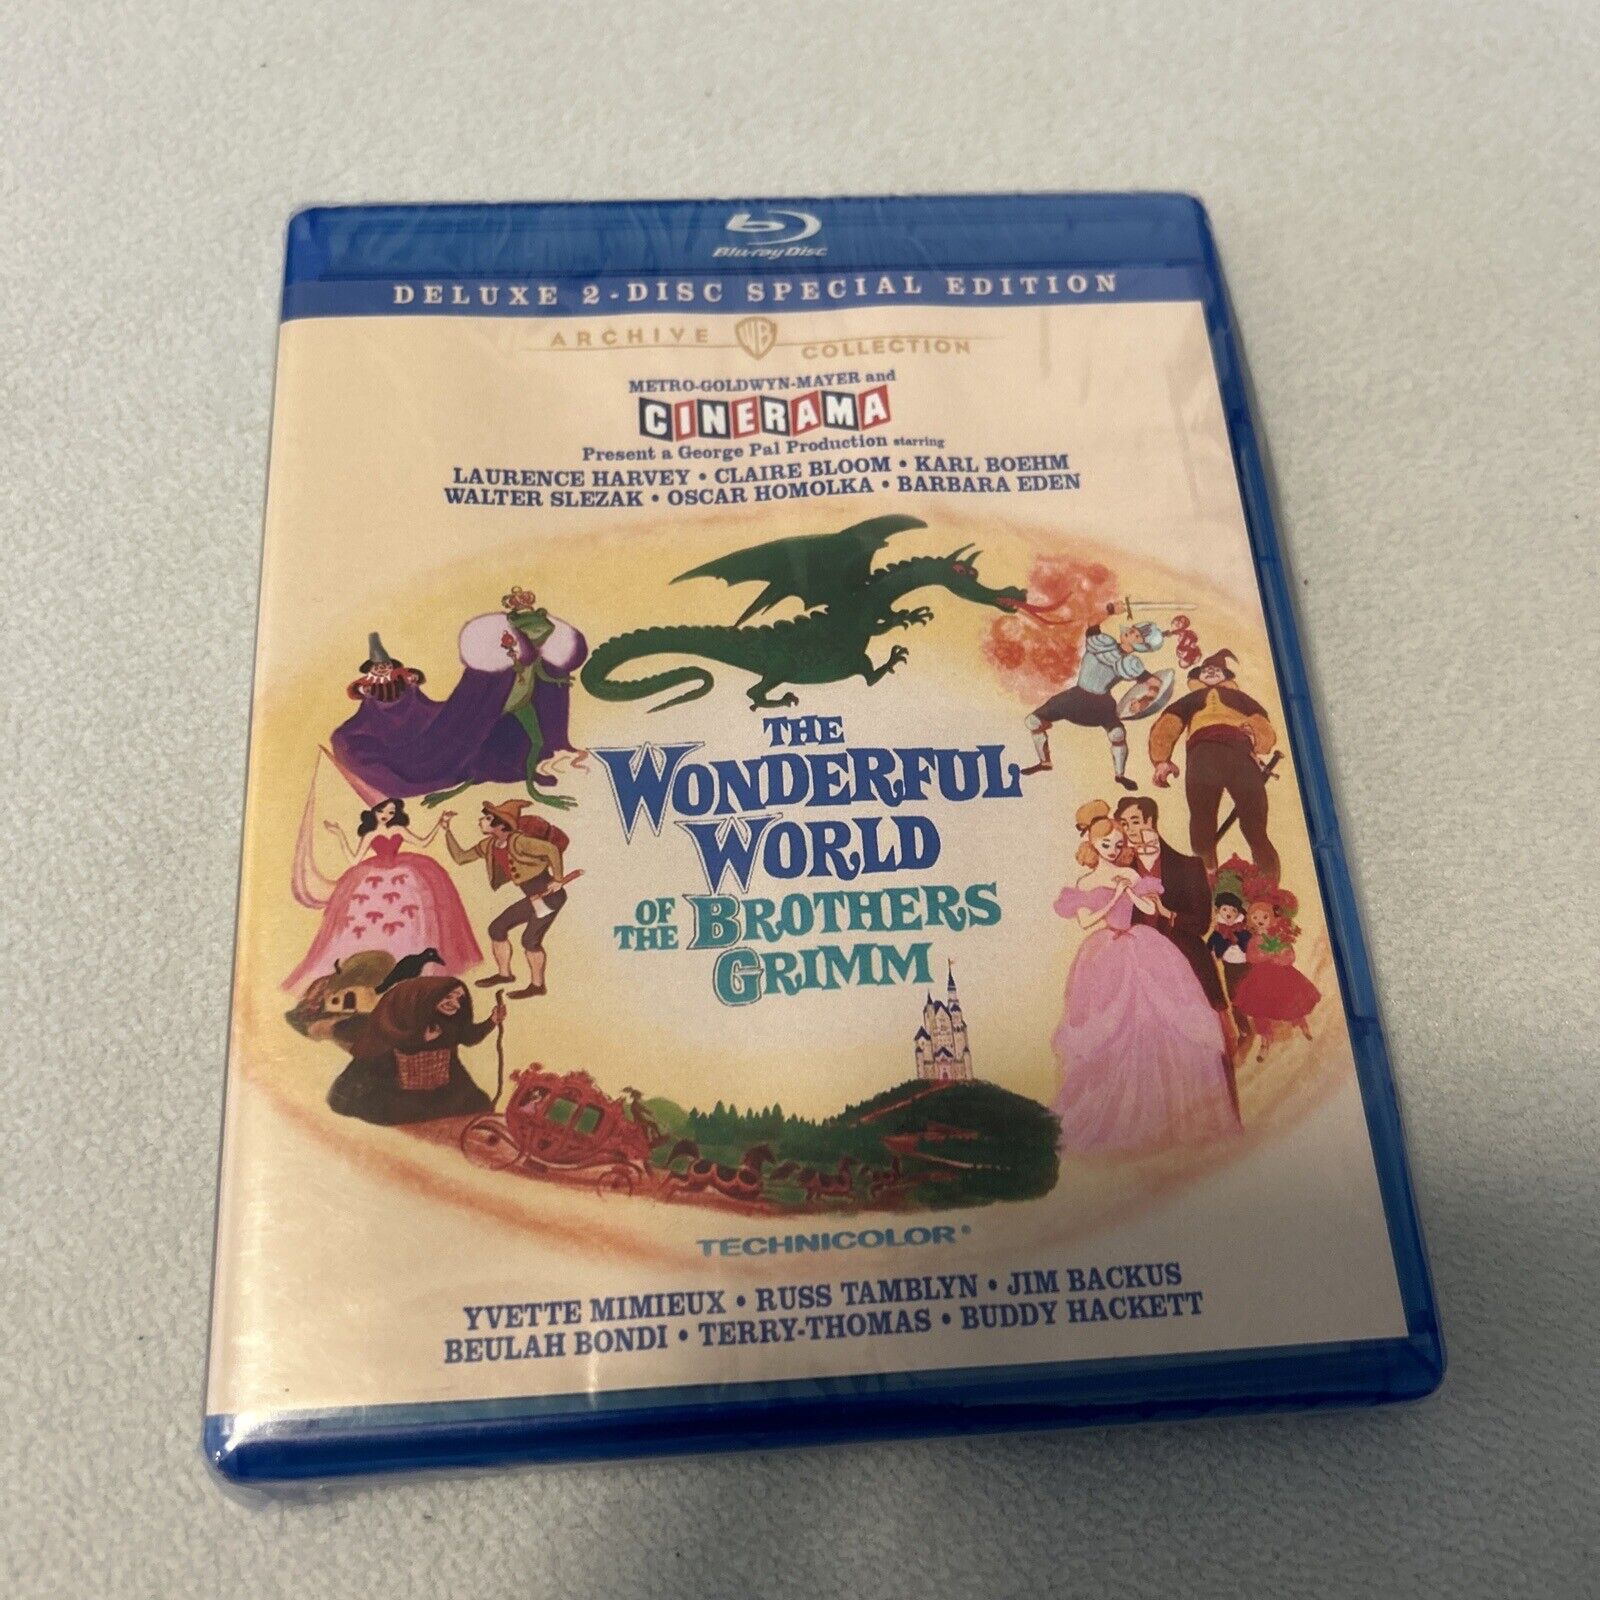 Blu-ray Disc
DELUXE 2-DISC SPECIAL EDITION
ARCHIVE WB COLLECTION
METRO-GOLDWYN-MAYER and
CINERAMA
Present a George Pal Production starring
LAURENCE HARVEY • CLAIRE BLOOM • KARL BOEHM
WALTER SLEZAK • OSCAR HOMOLKA • BARBARA EDEN
THE
WONDERFUL
WORLD
OF THE BROTHERS
GRIMM
TECHNICOLOR®
YVETTE MIMIEUX • RUSS TAMBLYN • JIM BACKUS
BEULAH BONDI • TERRY-THOMAS • BUDDY HACKETT